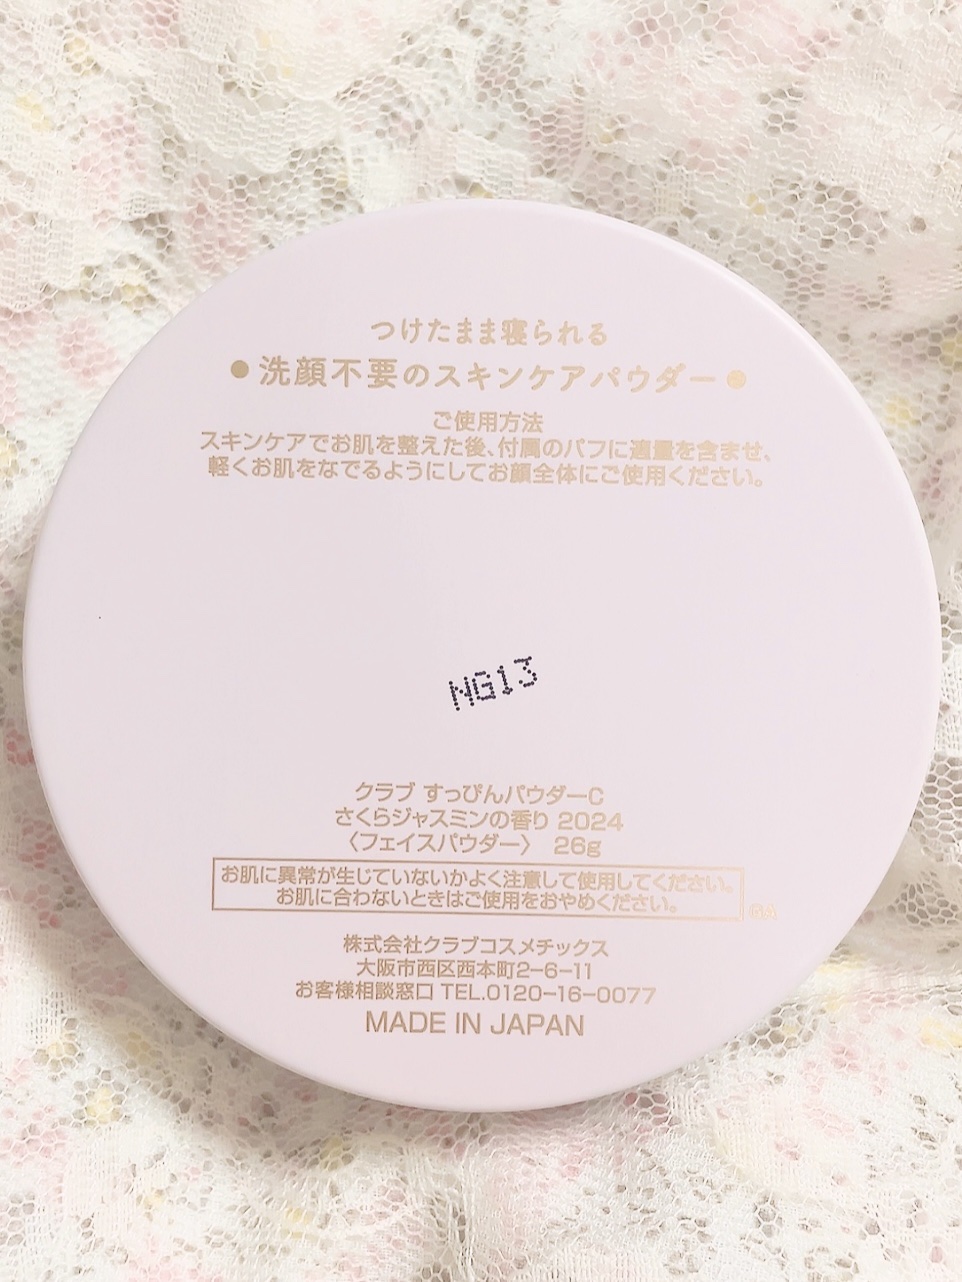 つけたまま寝られる
●洗顔不要のスキンケアパウダー●
ご使用方法
スキンケアでお肌を整えた後、付属のパフに適量を含ませ、
軽くお肌をなでるようにしてお顔全体にご使用ください。
NG13
クラブ すっぴんパウダーC
さくらジャスミンの香り 2024
〈フェイスパウダー〉 26g
お肌に異常が生じていないかよく注意して使用してください。
お肌に合わないときはご使用をおやめください。
株式会社クラブコスメチックス
大阪市西区西本町2-6-11
お客様相談窓口 TEL.0120-16-0077
MADE IN JAPAN